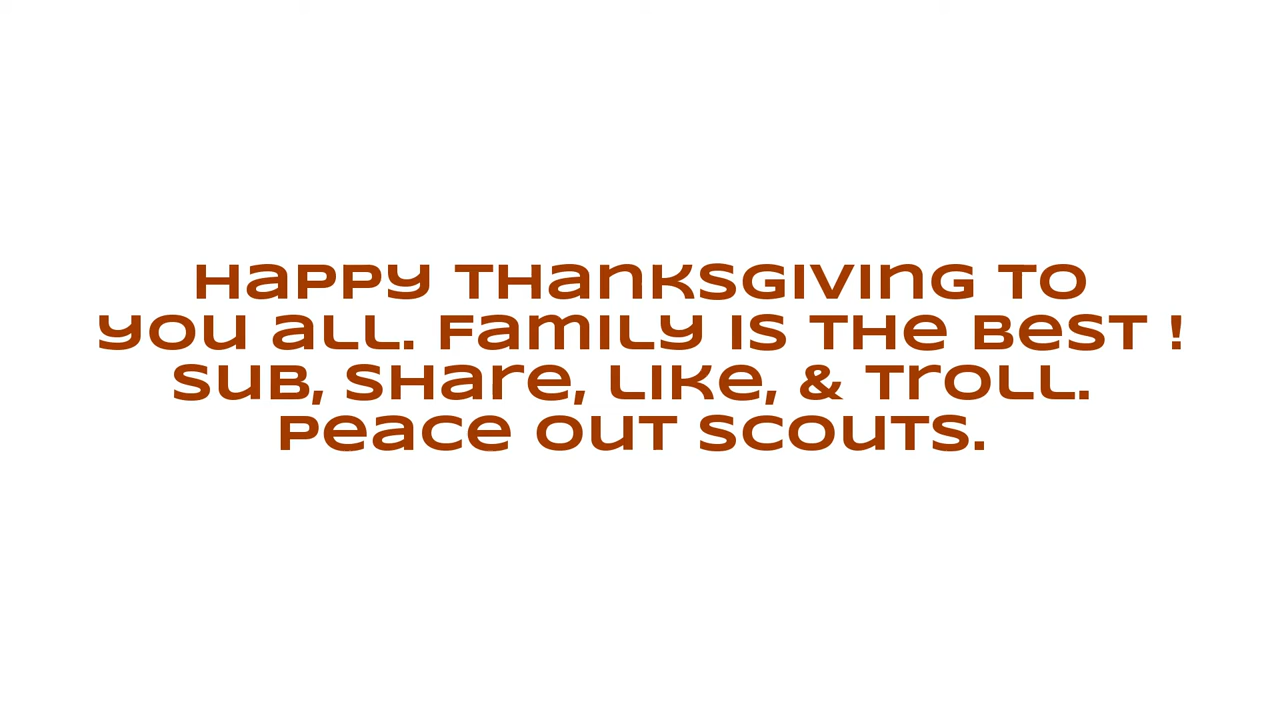 Happy Thanksgiving to
you all. Family is the best !
Sub, Share, Like, & Troll.
Peace Out Scouts.